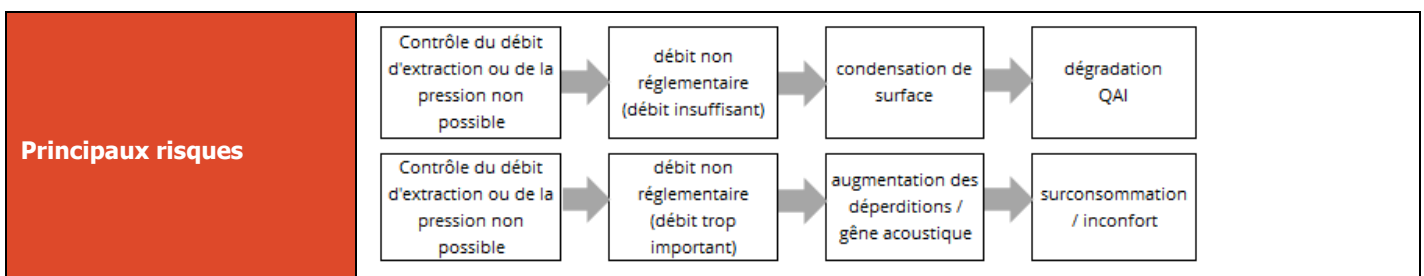 Principaux risques
Contrôle du débit
d'extraction ou de la
pression non
possible
débit non
réglementaire
(débit insuffisant)
condensation de
surface
dégradation
QAI
Contrôle du débit
d'extraction ou de la
pression non
possible
débit non
réglementaire
(débit trop
important)
augmentation des
déperditions /
gêne acoustique
surconsommation
/ inconfort